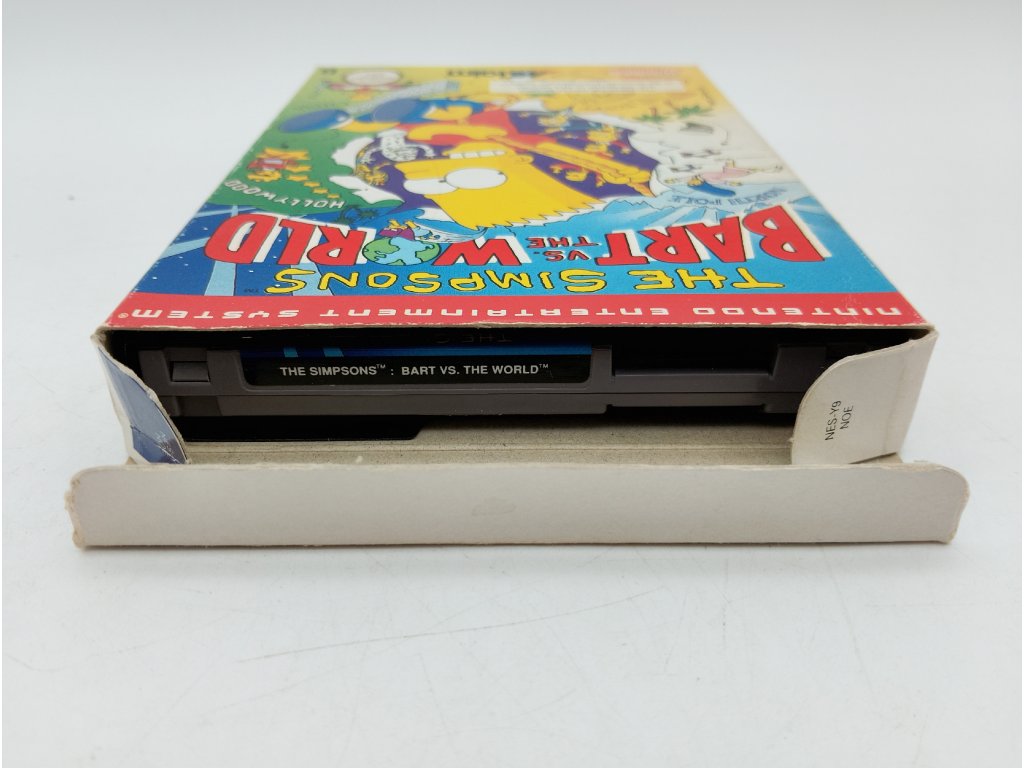 NINTENDO ENTERTAINMENT SYSTEM®
THE SIMPSONS™
BART VS. THE WORLD
HOLLYWOOD
NORTH POLE
THE SIMPSONS™ : BART VS. THE WORLD™
NES-Y9
NOE